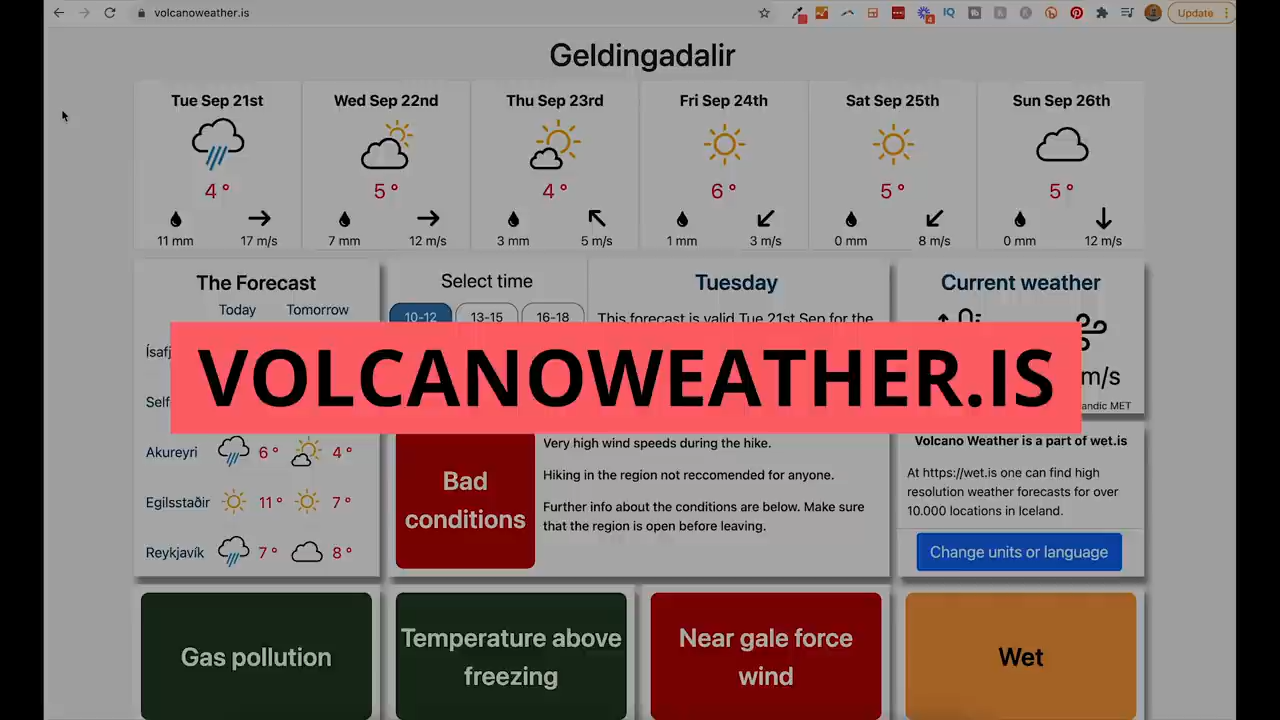 volcanoweather.is
4
IQ
Update
Geldingadalir
Tue Sep 21st
4 °
11 mm
17 m/s
Wed Sep 22nd
5 °
7 mm
12 m/s
Thu Sep 23rd
4 °
3 mm
5 m/s
Fri Sep 24th
6 °
1 mm
3 m/s
Sat Sep 25th
5 °
0 mm
8 m/s
Sun Sep 26th
5 °
0 mm
12 m/s
The Forecast
Today Tomorrow
Self
Akureyri 6 ° 4 °
Egilsstaðir 11 ° 7 °
Reykjavík 7 ° 8 °
Select time
10-12 13-15 16-18
Tuesday
This forecast is valid Tue 21st Sep for the
VOLCANOWEATHER.IS
Bad
conditions
Very high wind speeds during the hike.
Hiking in the region not reccomended for anyone.
Further info about the conditions are below. Make sure
that the region is open before leaving.
Current weather
m/s
andic MET
Volcano Weather is a part of wet.is
At https://wet.is one can find high
resolution weather forecasts for over
10.000 locations in Iceland.
Change units or language
Gas pollution
Temperature above
freezing
Near gale force
wind
Wet